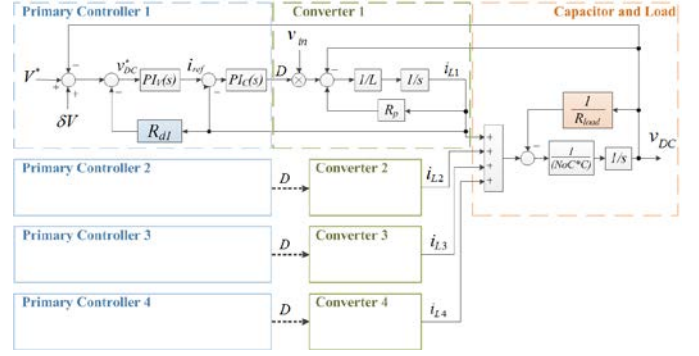 Primary Controller 1
Converter 1
Capacitor and Load
V*
δV
v*DC
PIV(s)
iref
PIC(s)
D
vin
1/L
1/s
iL1
Rp
Rd1
1
Rload
vDC
1
(NoC*C)
1/s
Primary Controller 2
D
Converter 2
iL2
Primary Controller 3
D
Converter 3
iL3
Primary Controller 4
D
Converter 4
iL4